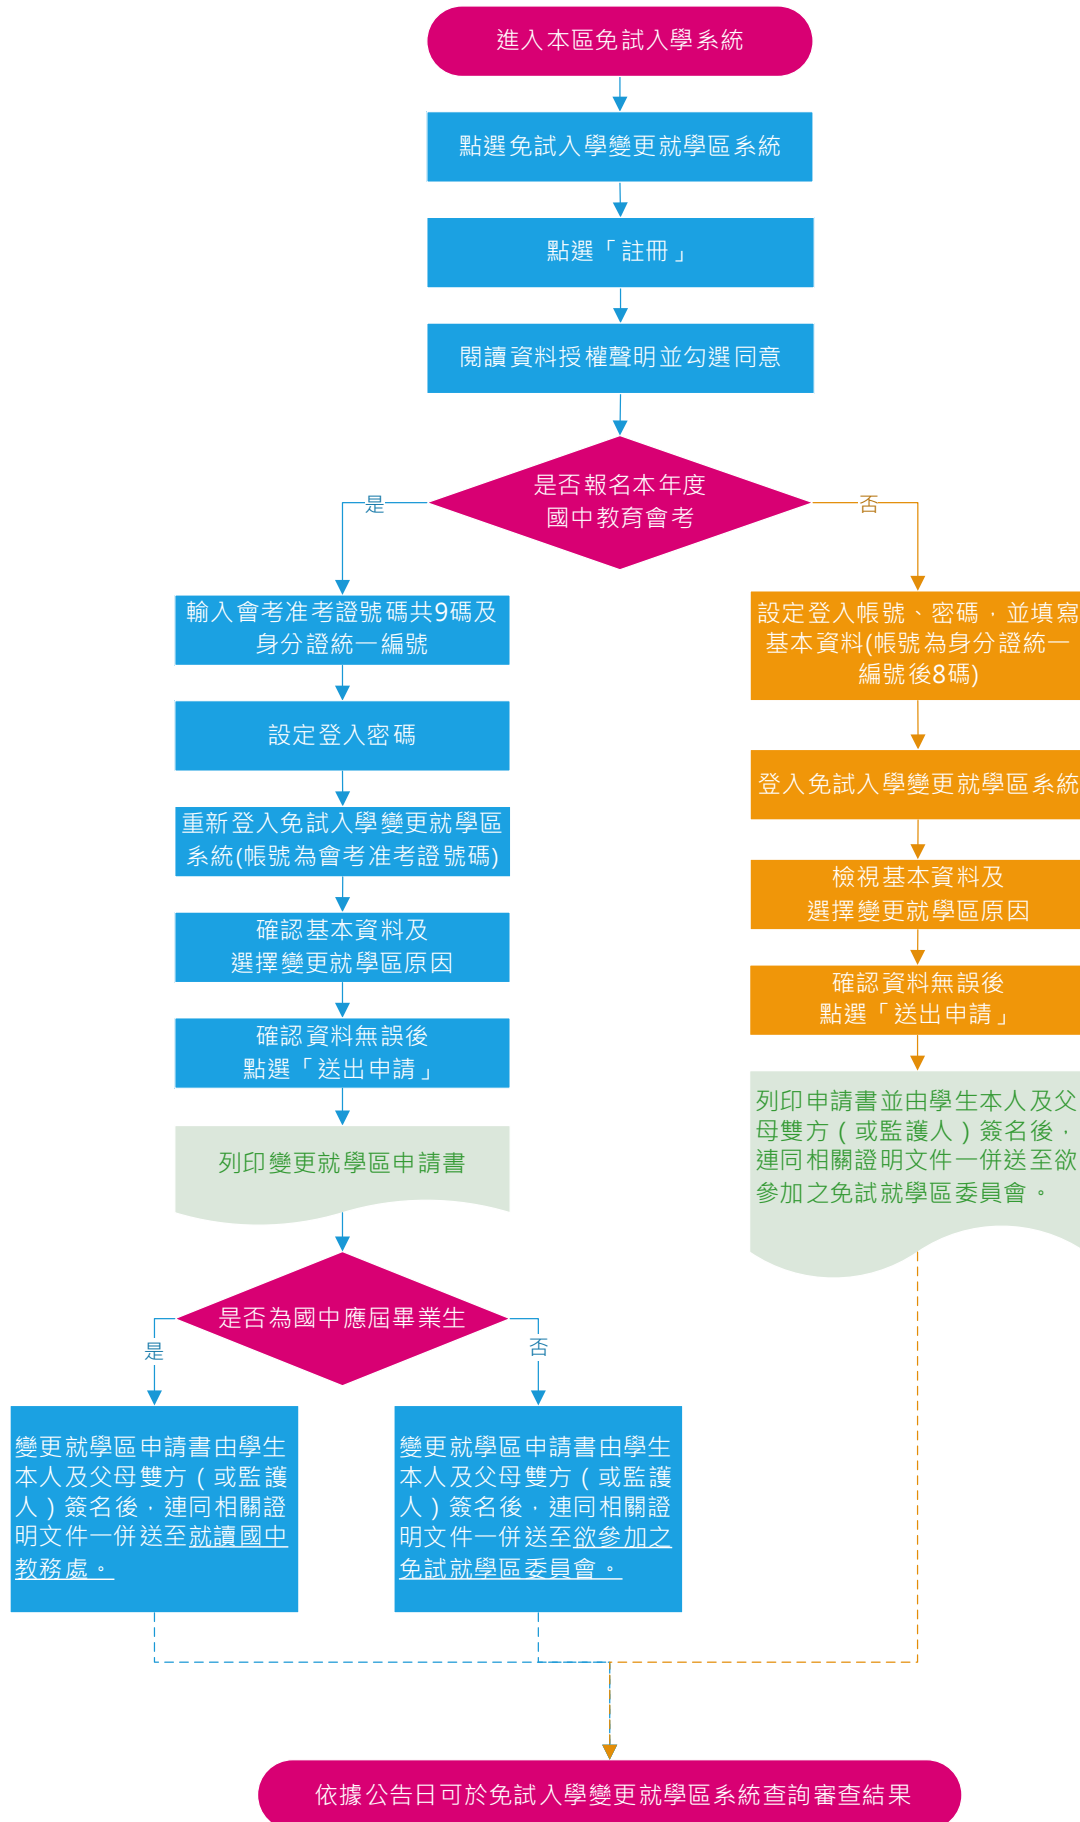 進入本區免試入學系統
點選免試入學變更就學區系統
點選「註冊」
閱讀資料授權聲明並勾選同意
是否報名本年度
國中教育會考
是
否
輸入會考准考證號碼共9碼及
身分證統一編號
設定登入密碼
重新登入免試入學變更就學區
系統(帳號為會考准考證號碼)
確認基本資料及
選擇變更就學區原因
確認資料無誤後
點選「送出申請」
列印變更就學區申請書
是否為國中應屆畢業生
是
否
變更就學區申請書由學生
本人及父母雙方（或監護
人）簽名後，連同相關證
明文件一併送至就讀國中
教務處。
變更就學區申請書由學生
本人及父母雙方（或監護
人）簽名後，連同相關證
明文件一併送至欲參加之
免試就學區委員會。
設定登入帳號、密碼，並填寫
基本資料(帳號為身分證統一
編號後8碼)
登入免試入學變更就學區系統
檢視基本資料及
選擇變更就學區原因
確認資料無誤後
點選「送出申請」
列印申請書並由學生本人及父
母雙方（或監護人）簽名後，
連同相關證明文件一併送至欲
參加之免試就學區委員會。
依據公告日可於免試入學變更就學區系統查詢審查結果